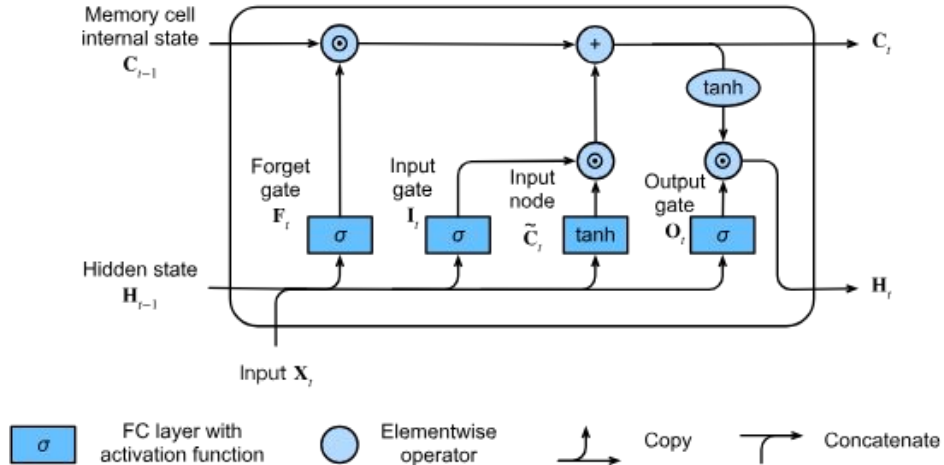 Memory cell
internal state
C_{t−1}
⊙
+
C_t
tanh
Forget
gate
F_t
Input
gate
I_t
⊙
Input
node
C̃_t
Output
gate
O_t
⊙
σ
σ
tanh
σ
Hidden state
H_{t−1}
H_t
Input X_t
σ
FC layer with
activation function
Elementwise
operator
Copy
Concatenate